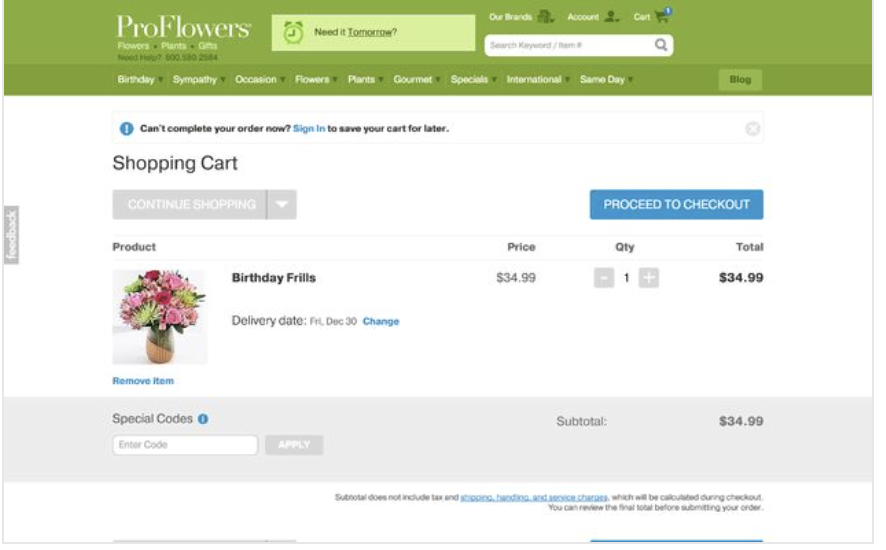 ProFlowers
Flowers • Plants • Gifts
Need Help? 800.580.2584
Need it Tomorrow?
Our Brands
Account
Cart
1
Search Keyword / Item #
Birthday
Sympathy
Occasion
Flowers
Plants
Gourmet
Specials
International
Same Day
Blog
Can't complete your order now? Sign In to save your cart for later.
Shopping Cart
CONTINUE SHOPPING
PROCEED TO CHECKOUT
feedback
Product Price Qty Total
Birthday Frills $34.99 - 1 + $34.99
Delivery date: Fri, Dec 30 Change
Remove Item
Special Codes
Subtotal: $34.99
Enter Code
APPLY
Subtotal does not include tax and shipping, handling, and service charges, which will be calculated during checkout.
You can review the final total before submitting your order.